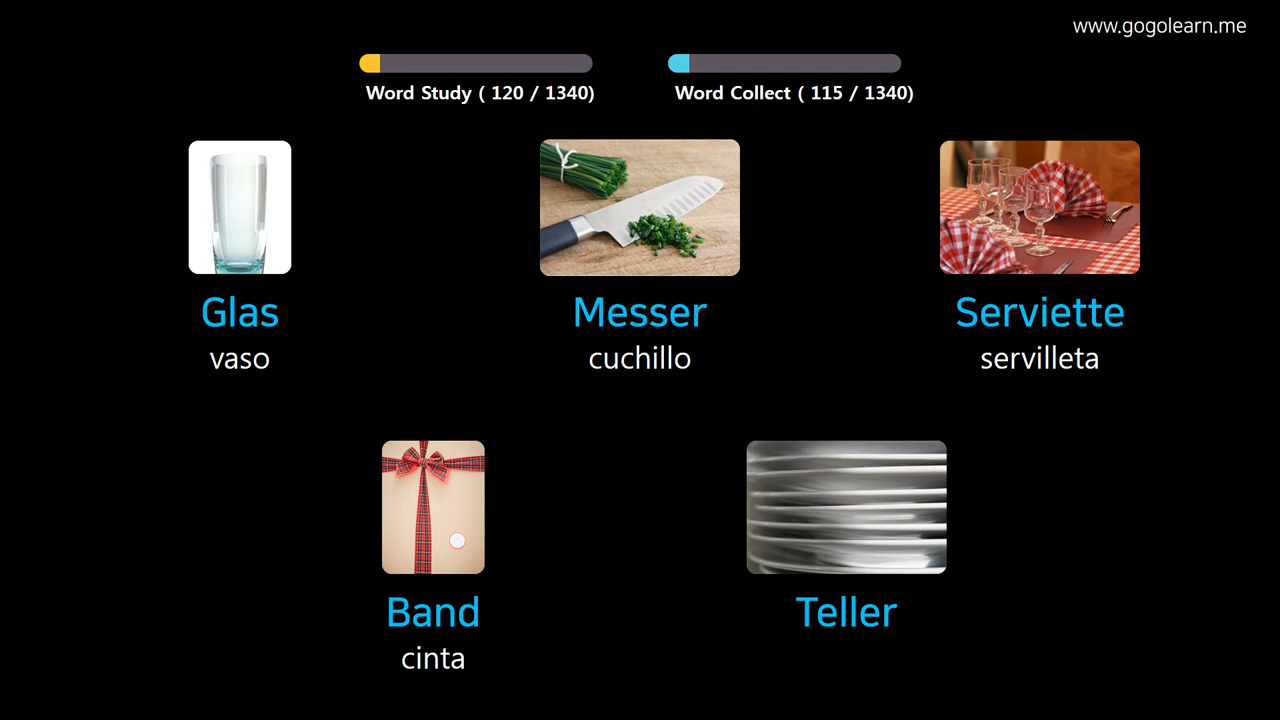 www.gogolearn.me
Word Study ( 120 / 1340)
Word Collect ( 115 / 1340)
Glas
vaso
Messer
cuchillo
Serviette
servilleta
Band
cinta
Teller